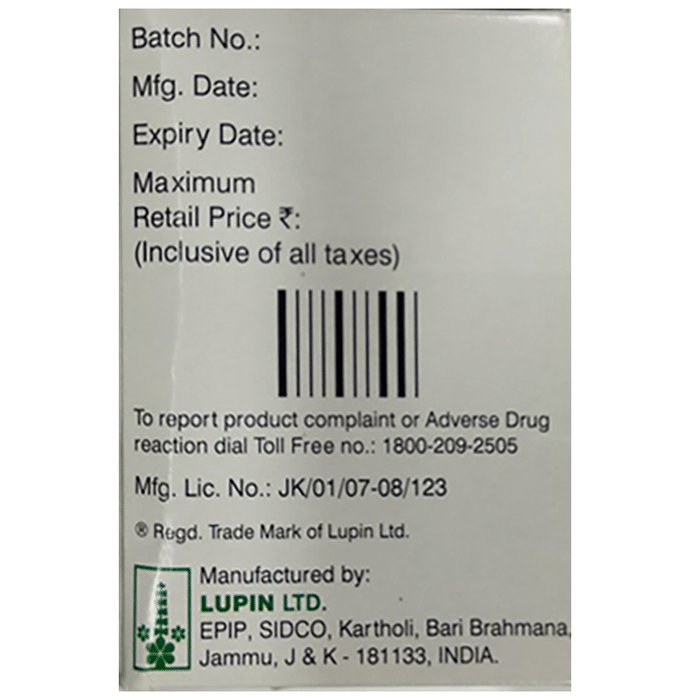 Batch No.:
Mfg. Date:
Expiry Date:
Maximum
Retail Price ₹:
(Inclusive of all taxes)
To report product complaint or Adverse Drug
reaction dial Toll Free no.: 1800-209-2505
Mfg. Lic. No.: JK/01/07-08/123
® Regd. Trade Mark of Lupin Ltd.
Manufactured by:
LUPIN LTD.
EPIP, SIDCO, Kartholi, Bari Brahmana,
Jammu, J & K - 181133, INDIA.